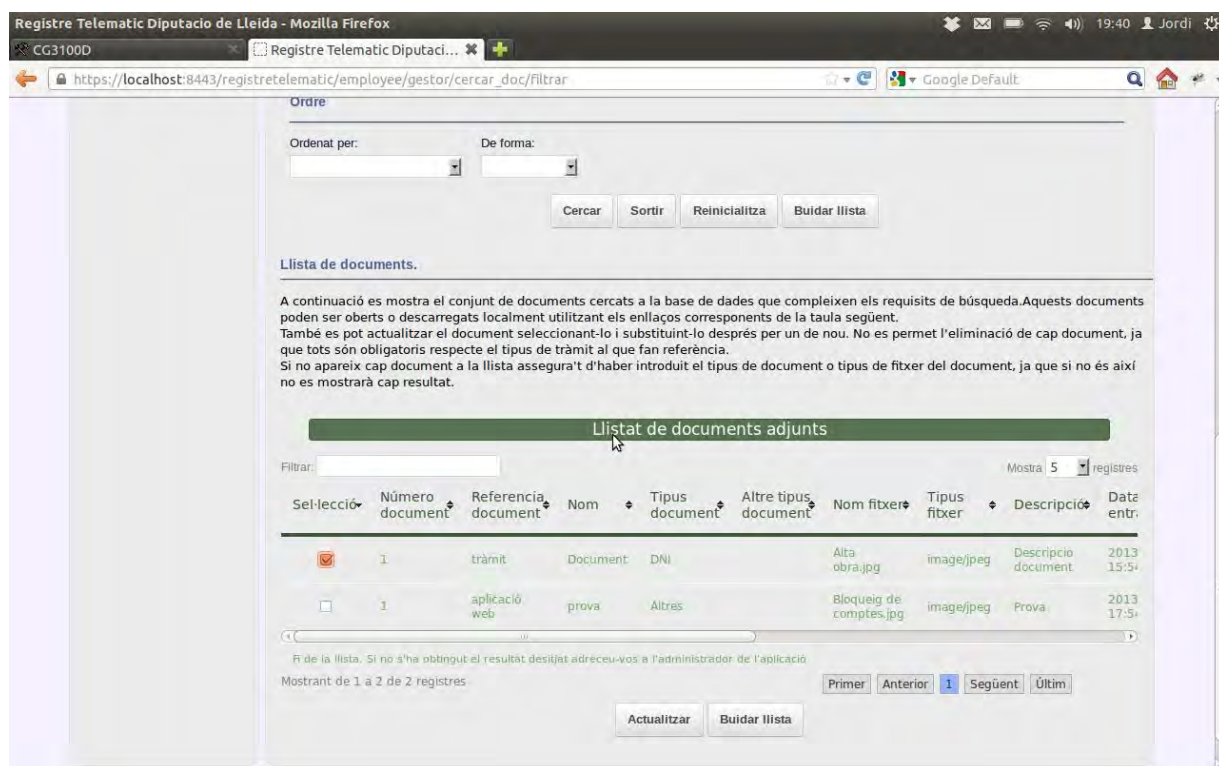 Registre Telematic Diputacio de Lleida - Mozilla Firefox
19:40 Jordi
CG3100D
Registre Telematic Diputaci...
https://localhost:8443/registretelematic/employee/gestor/cercar_doc/filtrar
Google Default
Ordre
Ordenat per: De forma:
Cercar Sortir Reinicialitza Buidar llista
Llista de documents.
A continuació es mostra el conjunt de documents cercats a la base de dades que compleixen els requisits de búsqueda.Aquests documents
poden ser oberts o descarregats localment utilitzant els enllaços corresponents de la taula següent.
També es pot actualitzar el document seleccionant-lo i substituint-lo després per un de nou. No es permet l'eliminació de cap document, ja
que tots són obligatoris respecte el tipus de tràmit al que fan referència.
Si no apareix cap document a la llista assegura't d'haber introduit el tipus de document o tipus de fitxer del document, ja que si no és així
no es mostrarà cap resultat.
Llistat de documents adjunts
Filtrar: Mostra 5 registres
Sel·lecció Número document Referencia document Nom Tipus document Altre tipus document Nom fitxer Tipus fitxer Descripció Data entr
1 tràmit Document DNI Alta obra.jpg image/jpeg Descripcio document 2013 15:5
1 aplicació web prova Altres Bloqueig de comptes.jpg image/jpeg Prova 2013 17:5
Fi de la llista. Si no s'ha obtingut el resultat desitjat adreceu-vos a l'administrador de l'aplicació
Mostrant de 1 a 2 de 2 registres
Primer Anterior 1 Següent Últim
Actualitzar Buidar llista